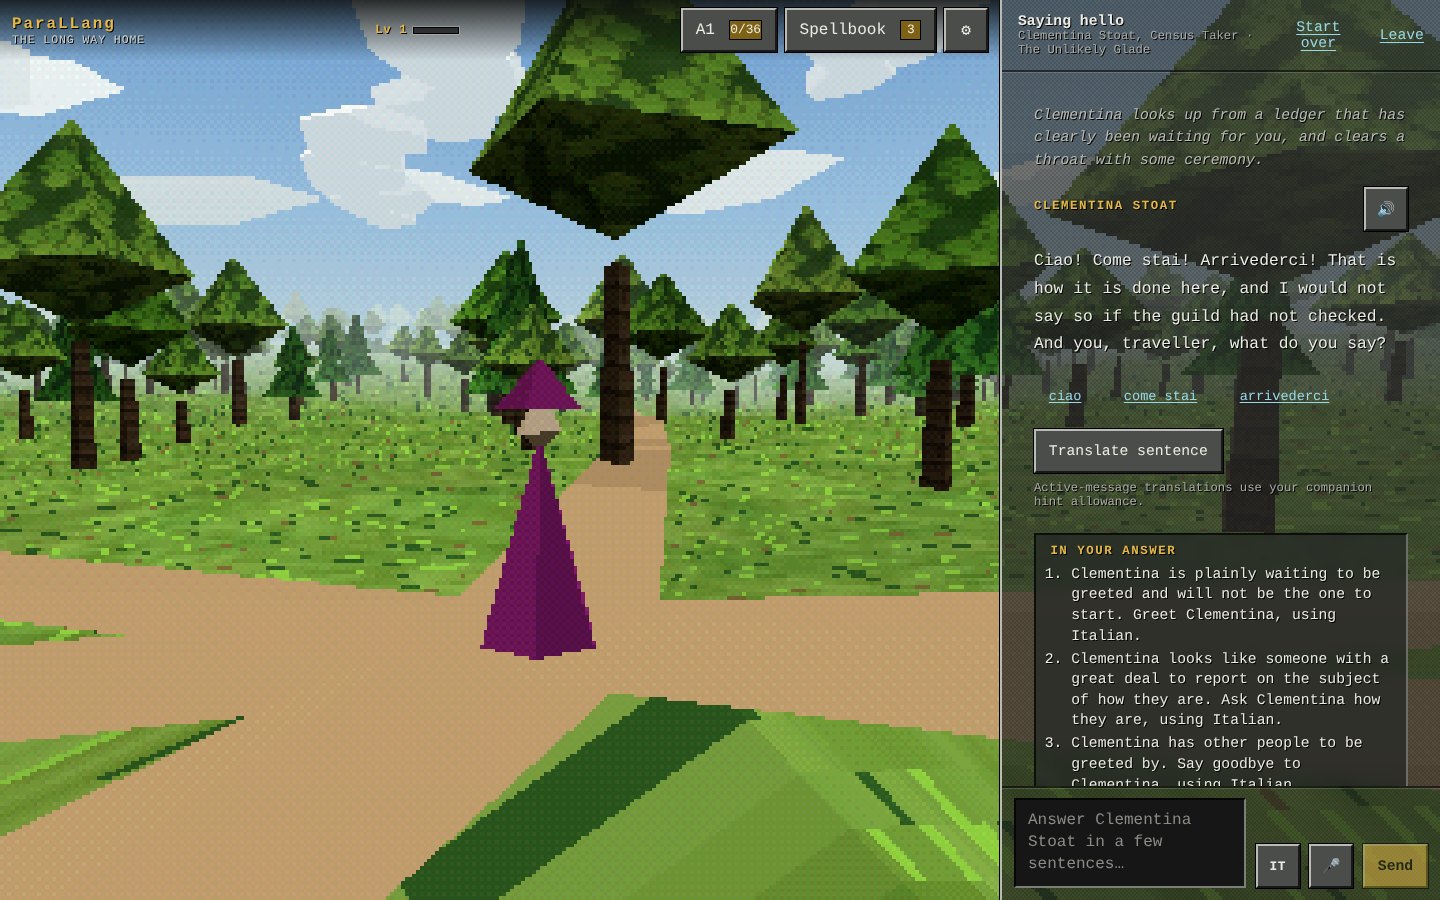 ParaLLang
THE LONG WAY HOME
Lv 1
A1 0/36
Spellbook 3
Saying hello
Clementina Stoat, Census Taker ·
The Unlikely Glade
Start
over
Leave
Clementina looks up from a ledger that has
clearly been waiting for you, and clears a
throat with some ceremony.
CLEMENTINA STOAT
Ciao! Come stai! Arrivederci! That is
how it is done here, and I would not
say so if the guild had not checked.
And you, traveller, what do you say?
ciao come stai arrivederci
Translate sentence
Active-message translations use your companion
hint allowance.
IN YOUR ANSWER
1. Clementina is plainly waiting to be
greeted and will not be the one to
start. Greet Clementina, using
Italian.
2. Clementina looks like someone with a
great deal to report on the subject
of how they are. Ask Clementina how
they are, using Italian.
3. Clementina has other people to be
greeted by. Say goodbye to
Clementina, using Italian.
Answer Clementina
Stoat in a few
sentences…
IT
Send